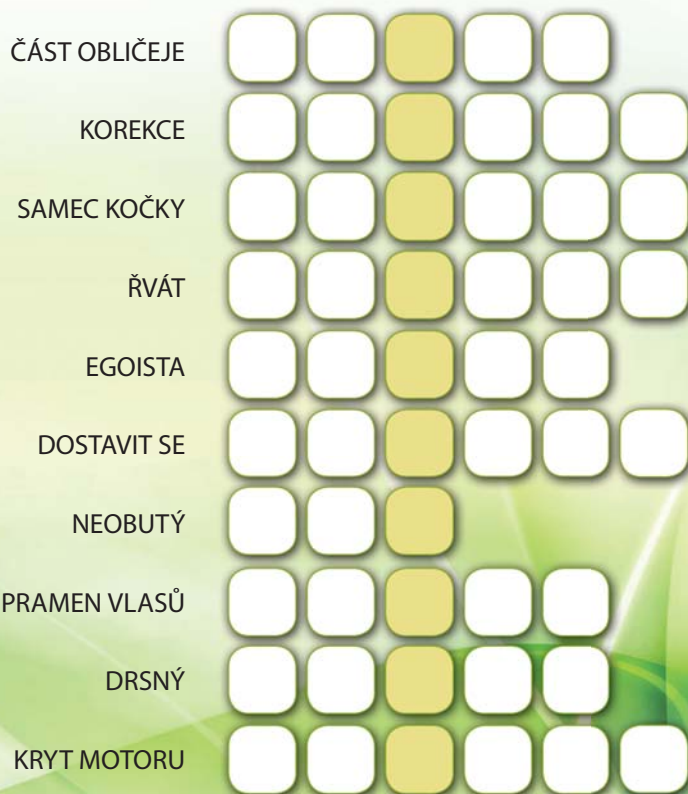 ČÁST OBLIČEJE
KOREKCE
SAMEC KOČKY
ŘVÁT
EGOISTA
DOSTAVIT SE
NEOBUTÝ
PRAMEN VLASŮ
DRSNÝ
KRYT MOTORU